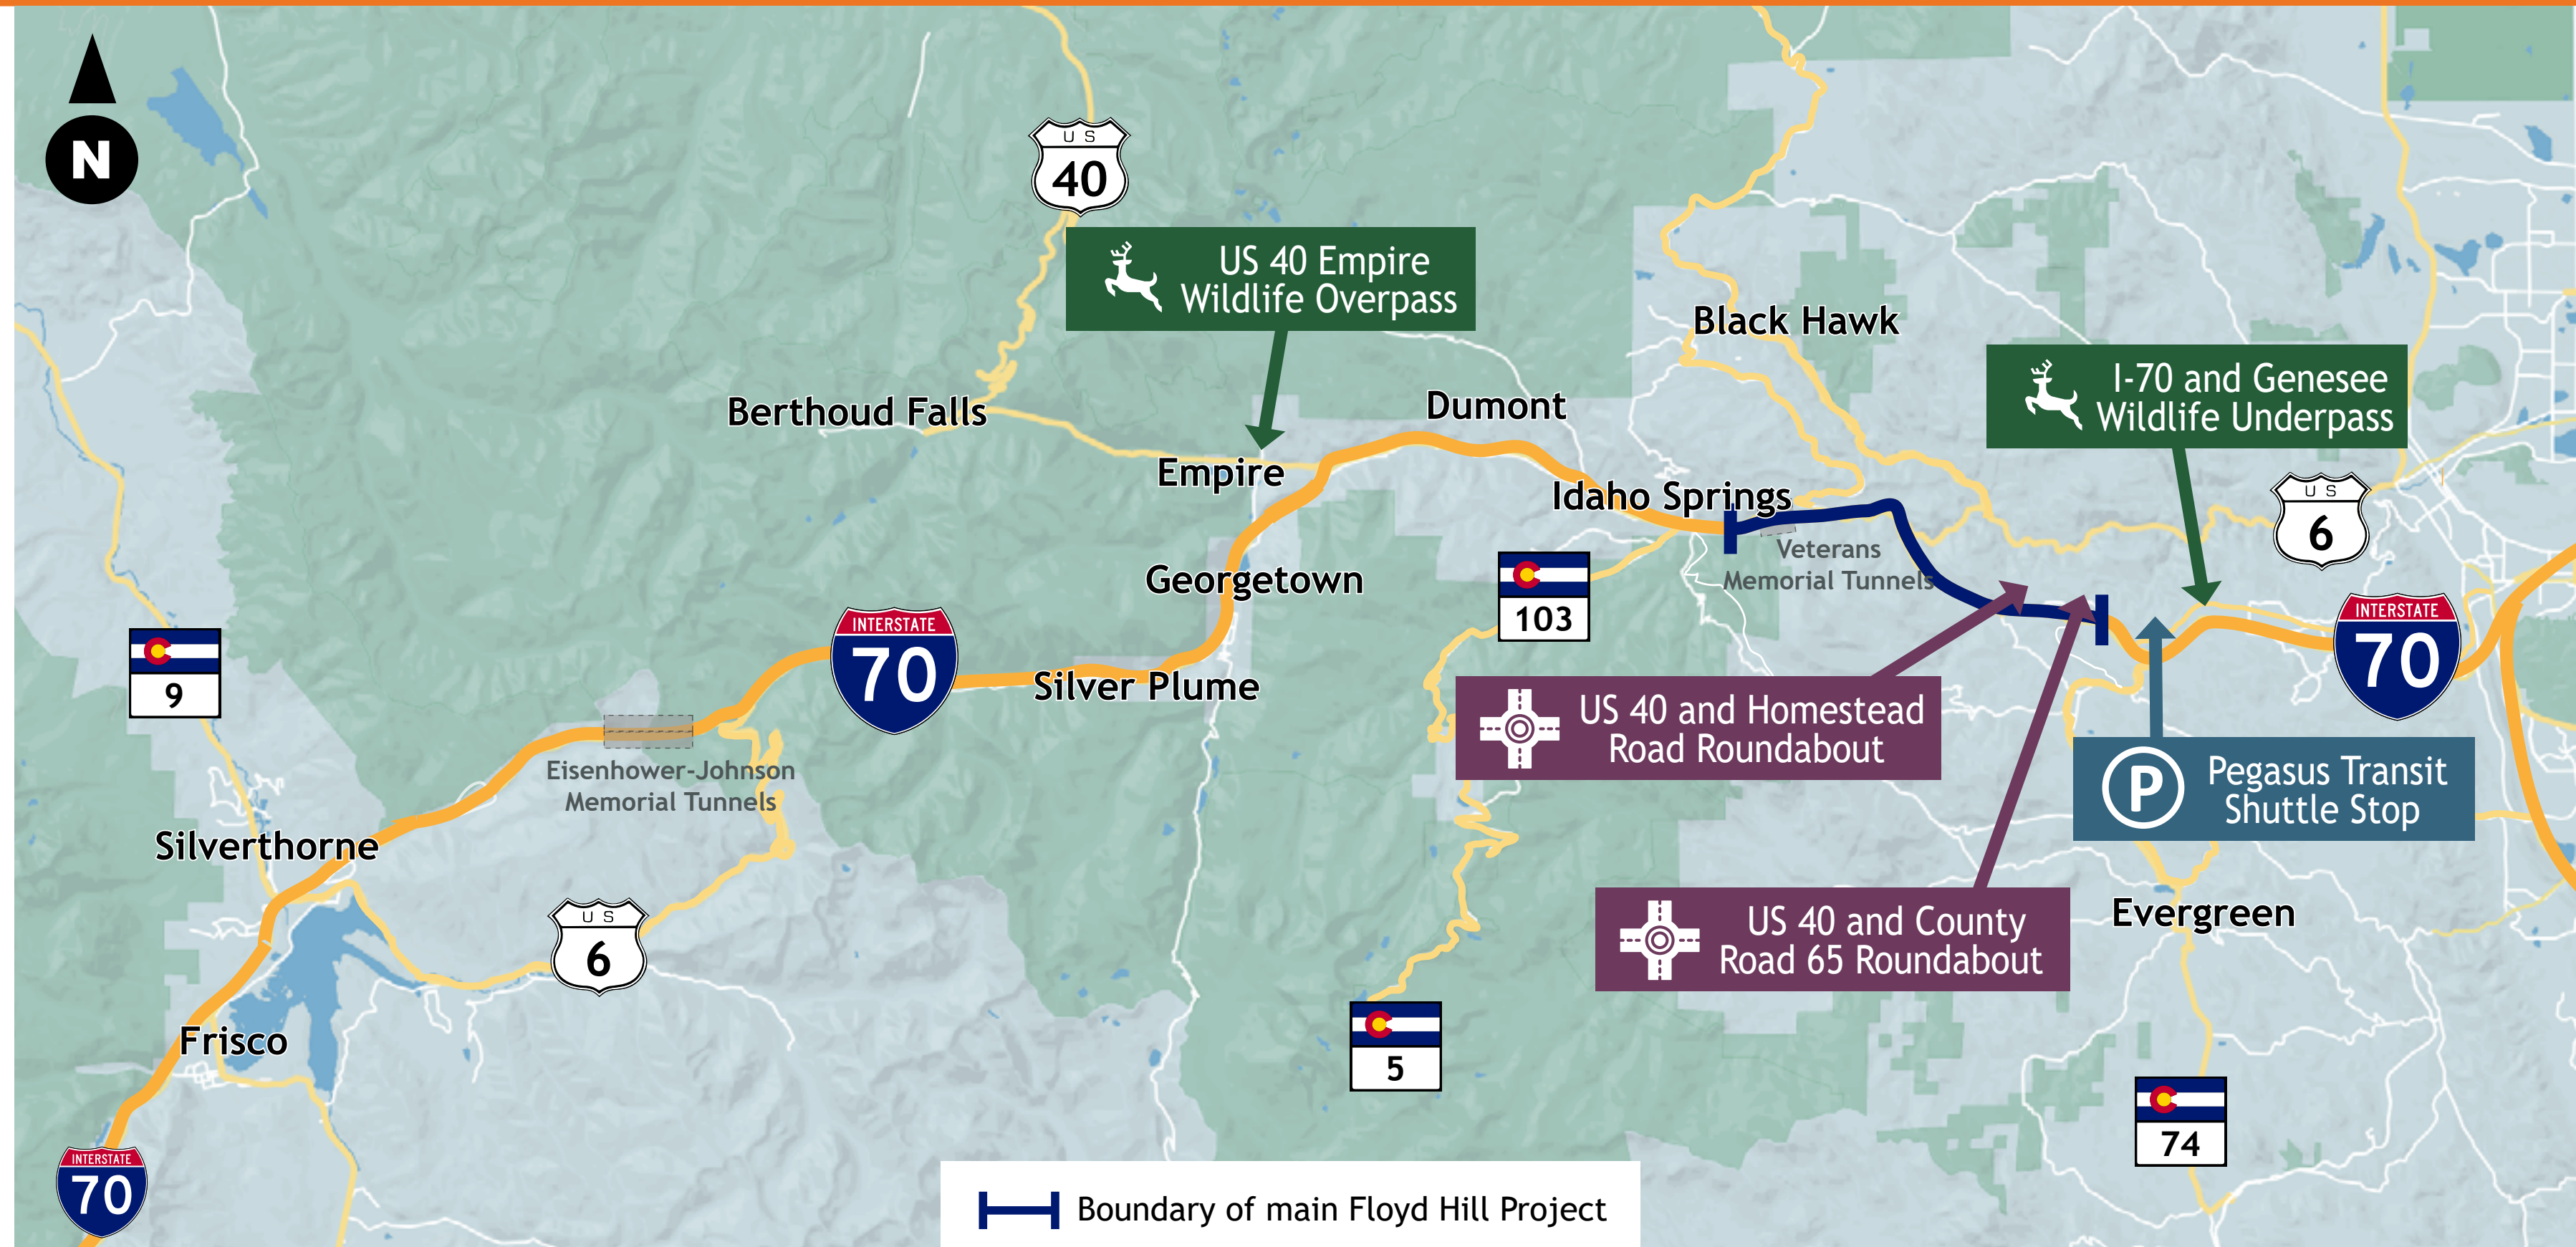 N
US
40
US 40 Empire
Wildlife Overpass
Black Hawk
I-70 and Genesee
Wildlife Underpass
Berthoud Falls
Dumont
Empire
Idaho Springs
US
6
Veterans
Memorial Tunnels
Georgetown
103
INTERSTATE
70
INTERSTATE
70
9
Silver Plume
US 40 and Homestead
Road Roundabout
Eisenhower-Johnson
Memorial Tunnels
Pegasus Transit
Shuttle Stop
P
Silverthorne
US
6
US 40 and County
Road 65 Roundabout
Evergreen
Frisco
5
74
INTERSTATE
70
Boundary of main Floyd Hill Project